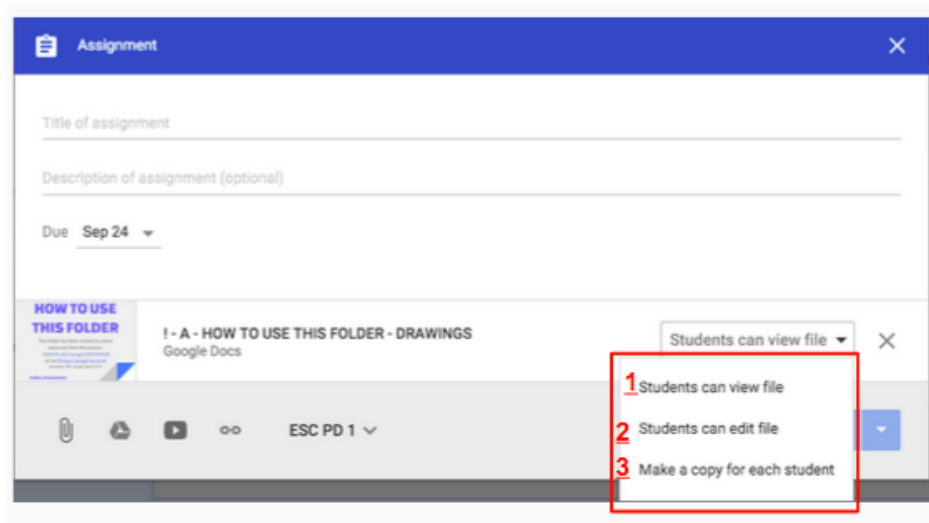 Assignment
Title of assignment
Description of assignment (optional)
Due Sep 24
HOW TO USE
THIS FOLDER
! - A - HOW TO USE THIS FOLDER - DRAWINGS
Google Docs
Students can view file
1 Students can view file
2 Students can edit file
3 Make a copy for each student
ESC PD 1